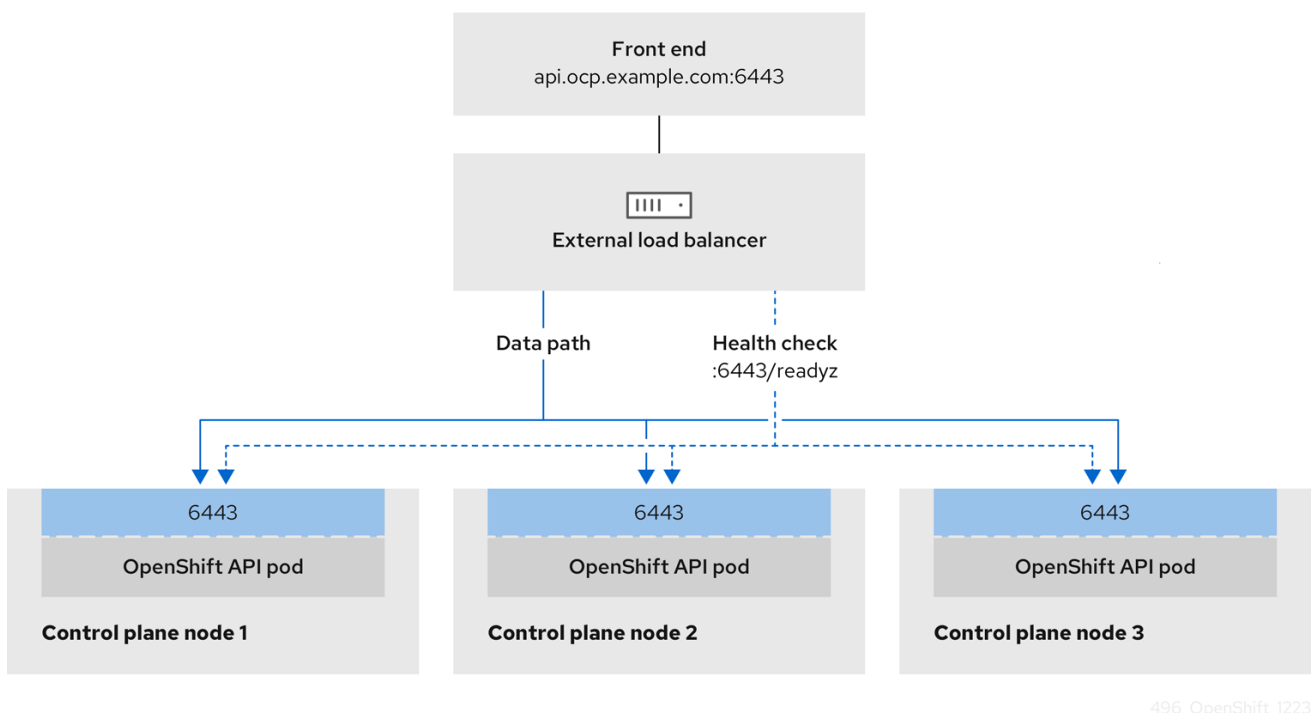 Front end
api.ocp.example.com:6443
External load balancer
Data path
Health check
:6443/readyz
6443
6443
6443
OpenShift API pod
OpenShift API pod
OpenShift API pod
Control plane node 1
Control plane node 2
Control plane node 3
496_OpenShift_1223